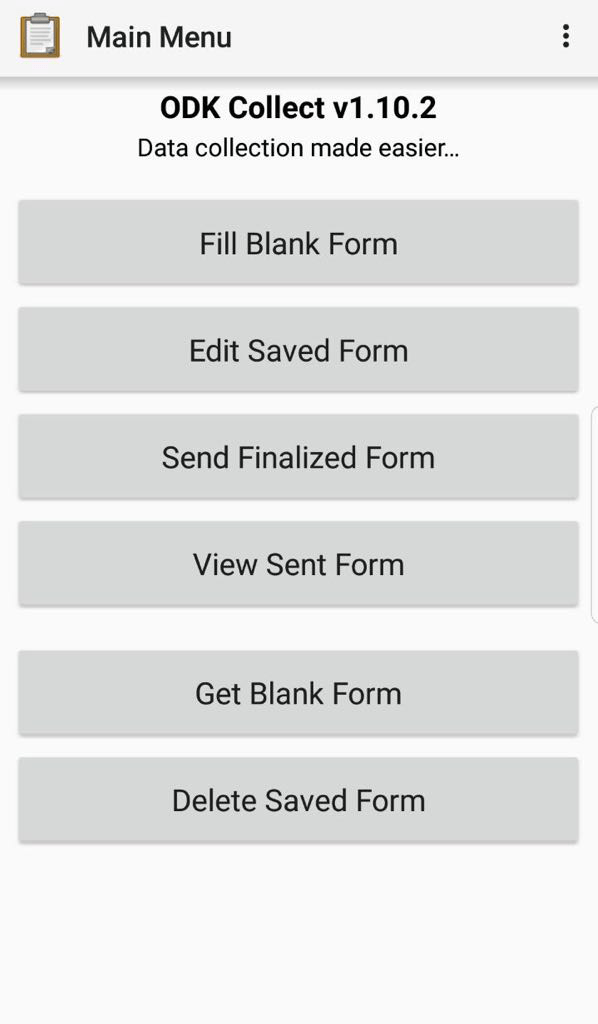 Main Menu
ODK Collect v1.10.2
Data collection made easier...
Fill Blank Form
Edit Saved Form
Send Finalized Form
View Sent Form
Get Blank Form
Delete Saved Form